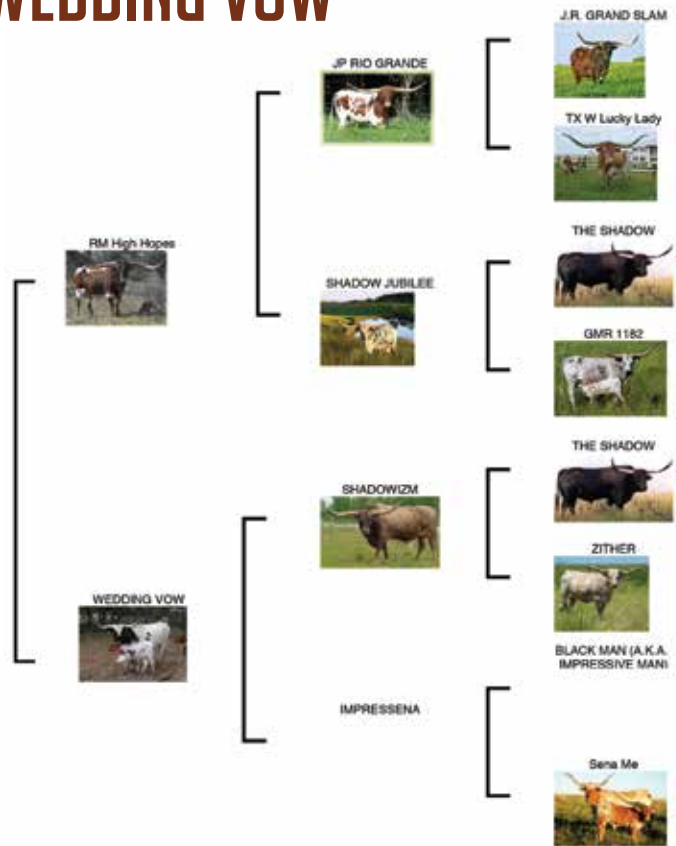 WEDDING VOW
J.R. GRAND SLAM
JP RIO GRANDE
TX W Lucky Lady
RM High Hopes
THE SHADOW
SHADOW JUBILEE
GMR 1182
THE SHADOW
SHADOWIZM
ZITHER
WEDDING VOW
BLACK MAN (A.K.A.
IMPRESSIVE MAN)
IMPRESSENA
Sena Me